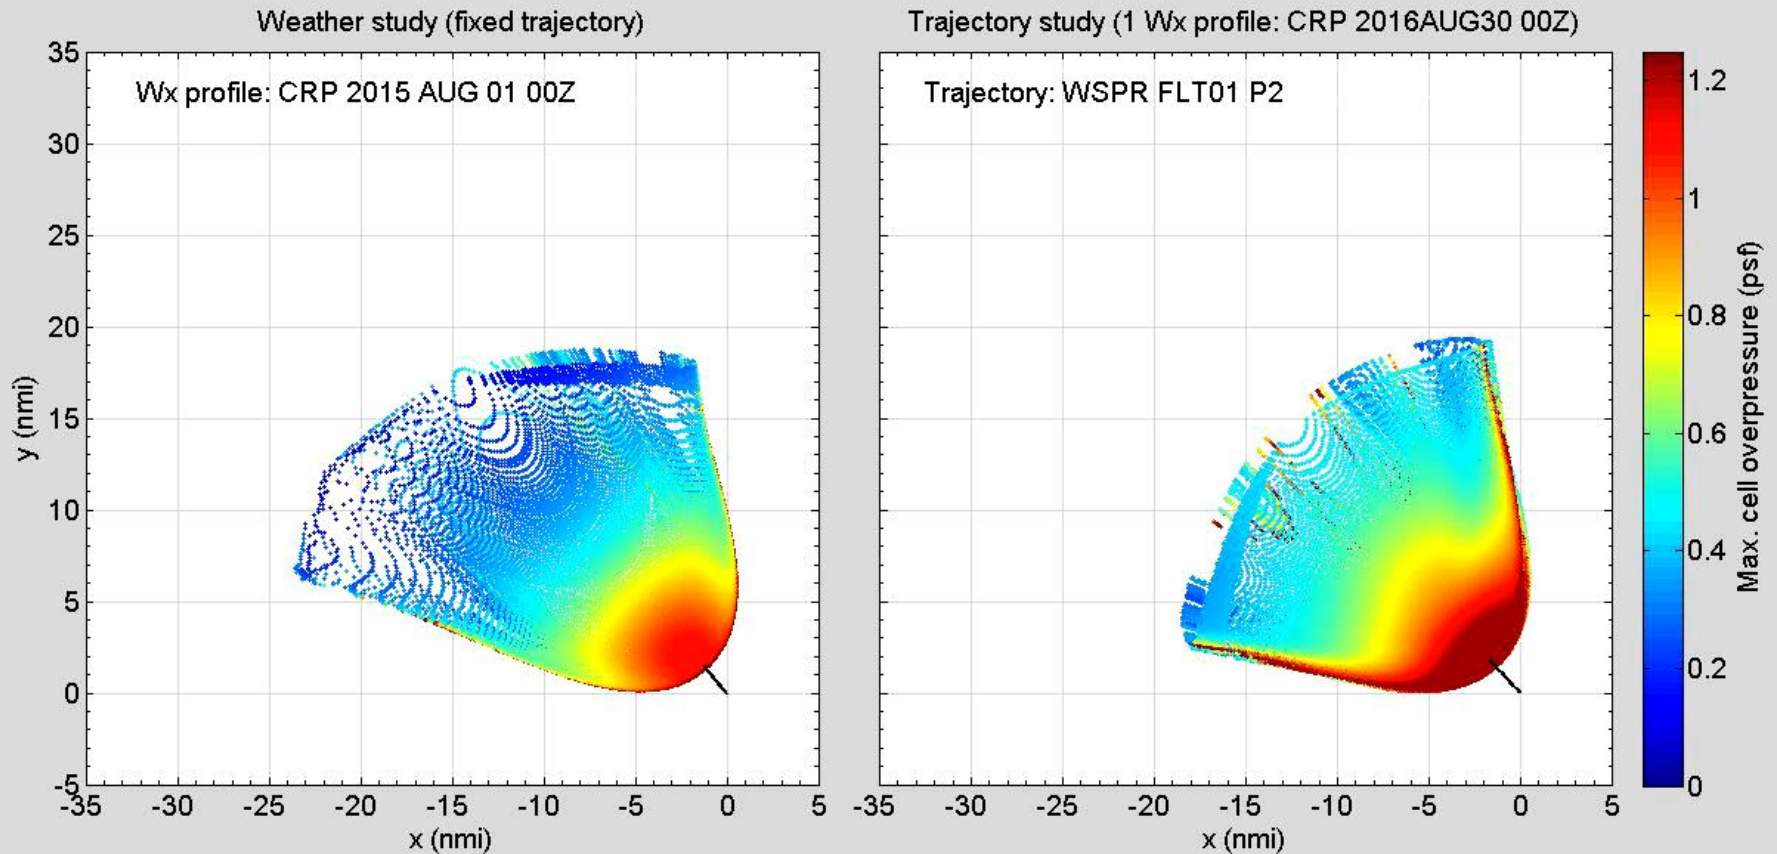 Weather study (fixed trajectory)
Wx profile: CRP 2015 AUG 01 00Z
35
30
25
20
15
10
5
0
-5
y (nmi)
-35 -30 -25 -20 -15 -10 -5 0 5
x (nmi)
Trajectory study (1 Wx profile: CRP 2016AUG30 00Z)
Trajectory: WSPR FLT01 P2
-35 -30 -25 -20 -15 -10 -5 0 5
x (nmi)
1.2
1
0.8
0.6
0.4
0.2
0
Max. cell overpressure (psf)